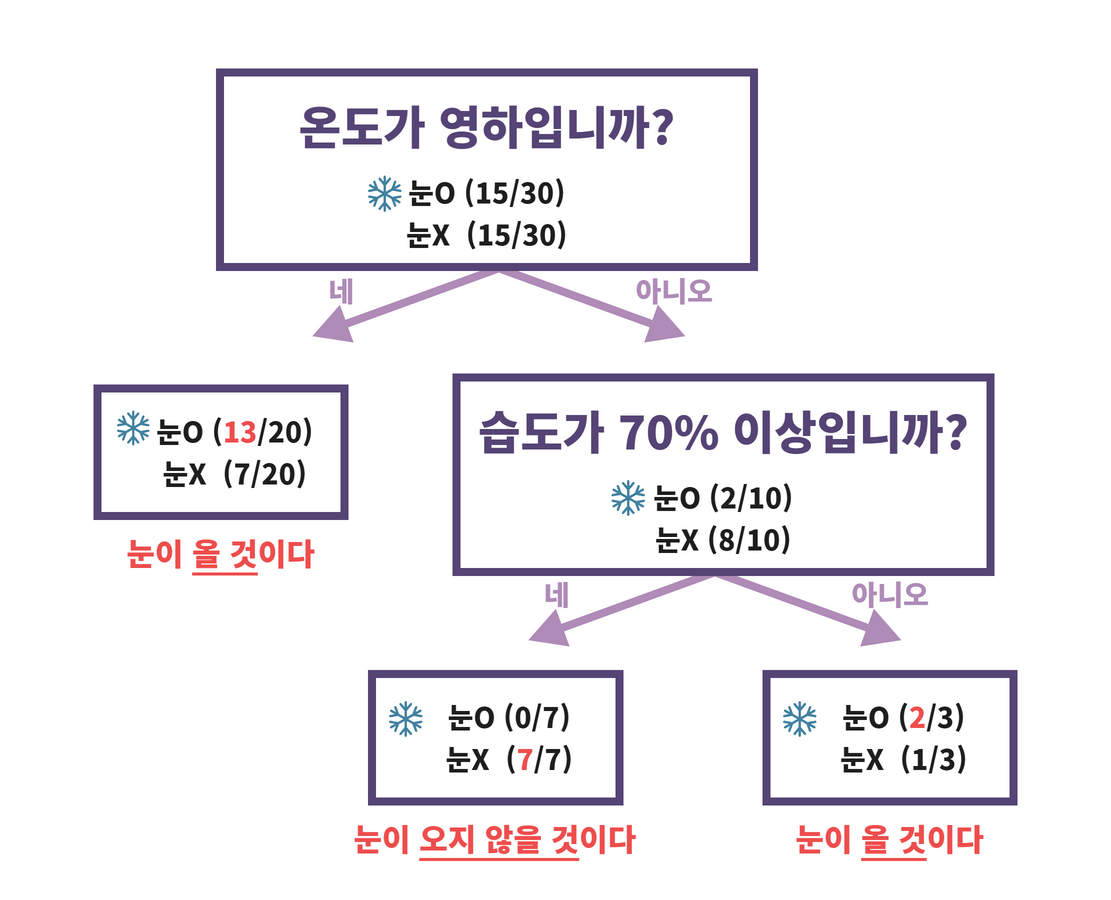 온도가 영하입니까?
눈O (15/30)
눈X (15/30)
네
아니오
눈O (13/20)
눈X (7/20)
눈이 올 것이다
습도가 70% 이상입니까?
눈O (2/10)
눈X (8/10)
네
아니오
눈O (0/7)
눈X (7/7)
눈이 오지 않을 것이다
눈O (2/3)
눈X (1/3)
눈이 올 것이다